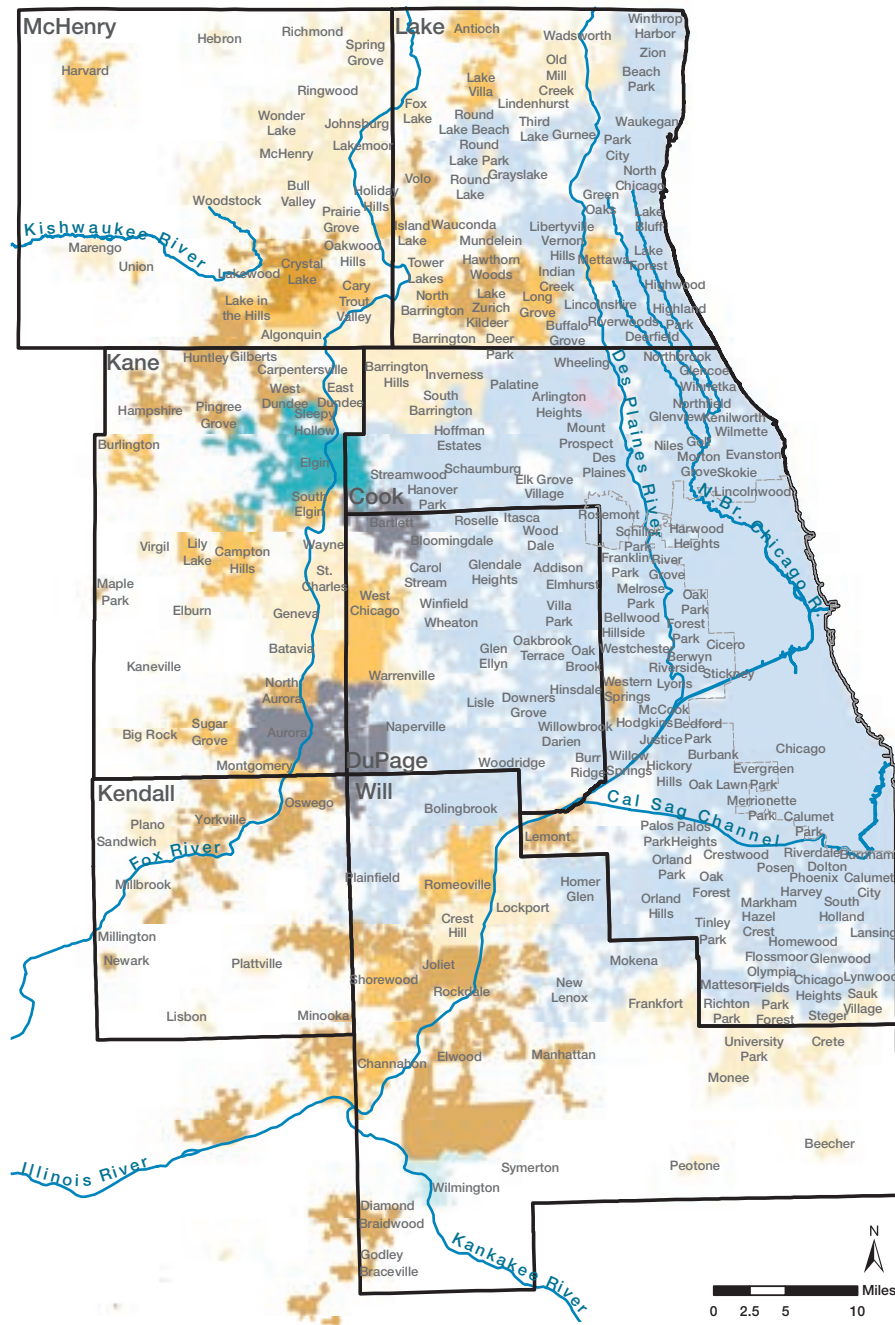 McHenry
Hebron
Richmond
Spring
Grove
Harvard
Ringwood
Wonder
Lake
Johnsburg
McHenry
Lakemoor
Bull
Valley
Holiday
Hills
Woodstock
Prairie
Grove
Kishwaukee River
Marengo
Union
Oakwood
Hills
Lakewood
Crystal
Lake
Cary
Trout
Valley
Lake in
the Hills
Algonquin
Lake
Antioch
Wadsworth
Winthrop
Harbor
Zion
Beach
Park
Old
Mill
Creek
Lake
Villa
Lindenhurst
Fox
Lake
Round
Lake Beach
Third
Lake
Gurnee
Waukegan
Park
City
Round
Lake Park
Grayslake
North
Chicago
Volo
Round
Lake
Green
Oaks
Lake
Bluff
Island
Lake
Wauconda
Libertyville
Mundelein
Vernon
Hills
Mettawa
Lake
Forest
Tower
Lakes
Hawthorn
Woods
Indian
Creek
Highwood
North
Barrington
Lake
Zurich
Kildeer
Long
Grove
Lincolnshire
Highland
Park
Buffalo
Grove
Riverwoods
Deerfield
Barrington
Deer
Park
Kane
Huntley
Gilberts
Carpentersville
West
Dundee
East
Dundee
Hampshire
Pingree
Grove
Sleepy
Hollow
Burlington
Elgin
South
Elgin
Virgil
Lily
Lake
Campton
Hills
Wayne
St.
Charles
Maple
Park
Elburn
Geneva
Batavia
Kaneville
North
Aurora
Big Rock
Sugar
Grove
Aurora
Montgomery
Barrington
Hills
Inverness
Palatine
Wheeling
Northbrook
Glencoe
Winnetka
South
Barrington
Arlington
Heights
Northfield
Kenilworth
Glenview
Wilmette
Hoffman
Estates
Mount
Prospect
Niles
Golf
Morton
Grove
Evanston
Skokie
Des
Plaines
Des Plaines River
Streamwood
Schaumburg
Elk Grove
Village
Lincolnwood
Hanover
Park
Cook
N. Br. Chicago R.
Bartlett
Roselle
Itasca
Rosemont
Bloomingdale
Wood
Dale
Schiller
Park
Harwood
Heights
Carol
Stream
Glendale
Heights
Addison
Franklin
Park
River
Grove
Elmhurst
Melrose
Park
Oak
Park
West
Chicago
Winfield
Wheaton
Villa
Park
Bellwood
Hillside
Forest
Park
Cicero
Glen
Ellyn
Oakbrook
Terrace
Oak
Brook
Westchester
Berwyn
Riverside
Stickney
Warrenville
Hinsdale
Western
Springs
Lyons
Lisle
Downers
Grove
McCook
Naperville
Willowbrook
Darien
Hodgkins
Bedford
Park
Justice
Chicago
Woodridge
Burr
Ridge
Willow
Springs
Hickory
Hills
Burbank
Evergreen
Park
Oak Lawn
DuPage
Merrionette
Park
Calumet
Park
Cal Sag Channel
Kendall
Oswego
Yorkville
Plano
Sandwich
Fox River
Millbrook
Millington
Newark
Plattville
Lisbon
Minooka
Will
Bolingbrook
Lemont
Palos
Park
Palos
Heights
Crestwood
Riverdale
Burnham
Posen
Dolton
Plainfield
Romeoville
Homer
Glen
Orland
Park
Oak
Forest
Phoenix
Harvey
Calumet
City
Lockport
Orland
Hills
Markham
South
Holland
Crest
Hill
Tinley
Park
Hazel
Crest
Lansing
Homewood
Joliet
Mokena
Flossmoor
Glenwood
Shorewood
Rockdale
New
Lenox
Olympia
Fields
Chicago
Heights
Lynwood
Frankfort
Matteson
Richton
Park
Park
Forest
Steger
Sauk
Village
Channahon
Elwood
Manhattan
University
Park
Crete
Monee
Illinois River
Beecher
Symerton
Peotone
Wilmington
Diamond
Braidwood
Godley
Braceville
Kankakee River
N
Miles
0 2.5 5 10